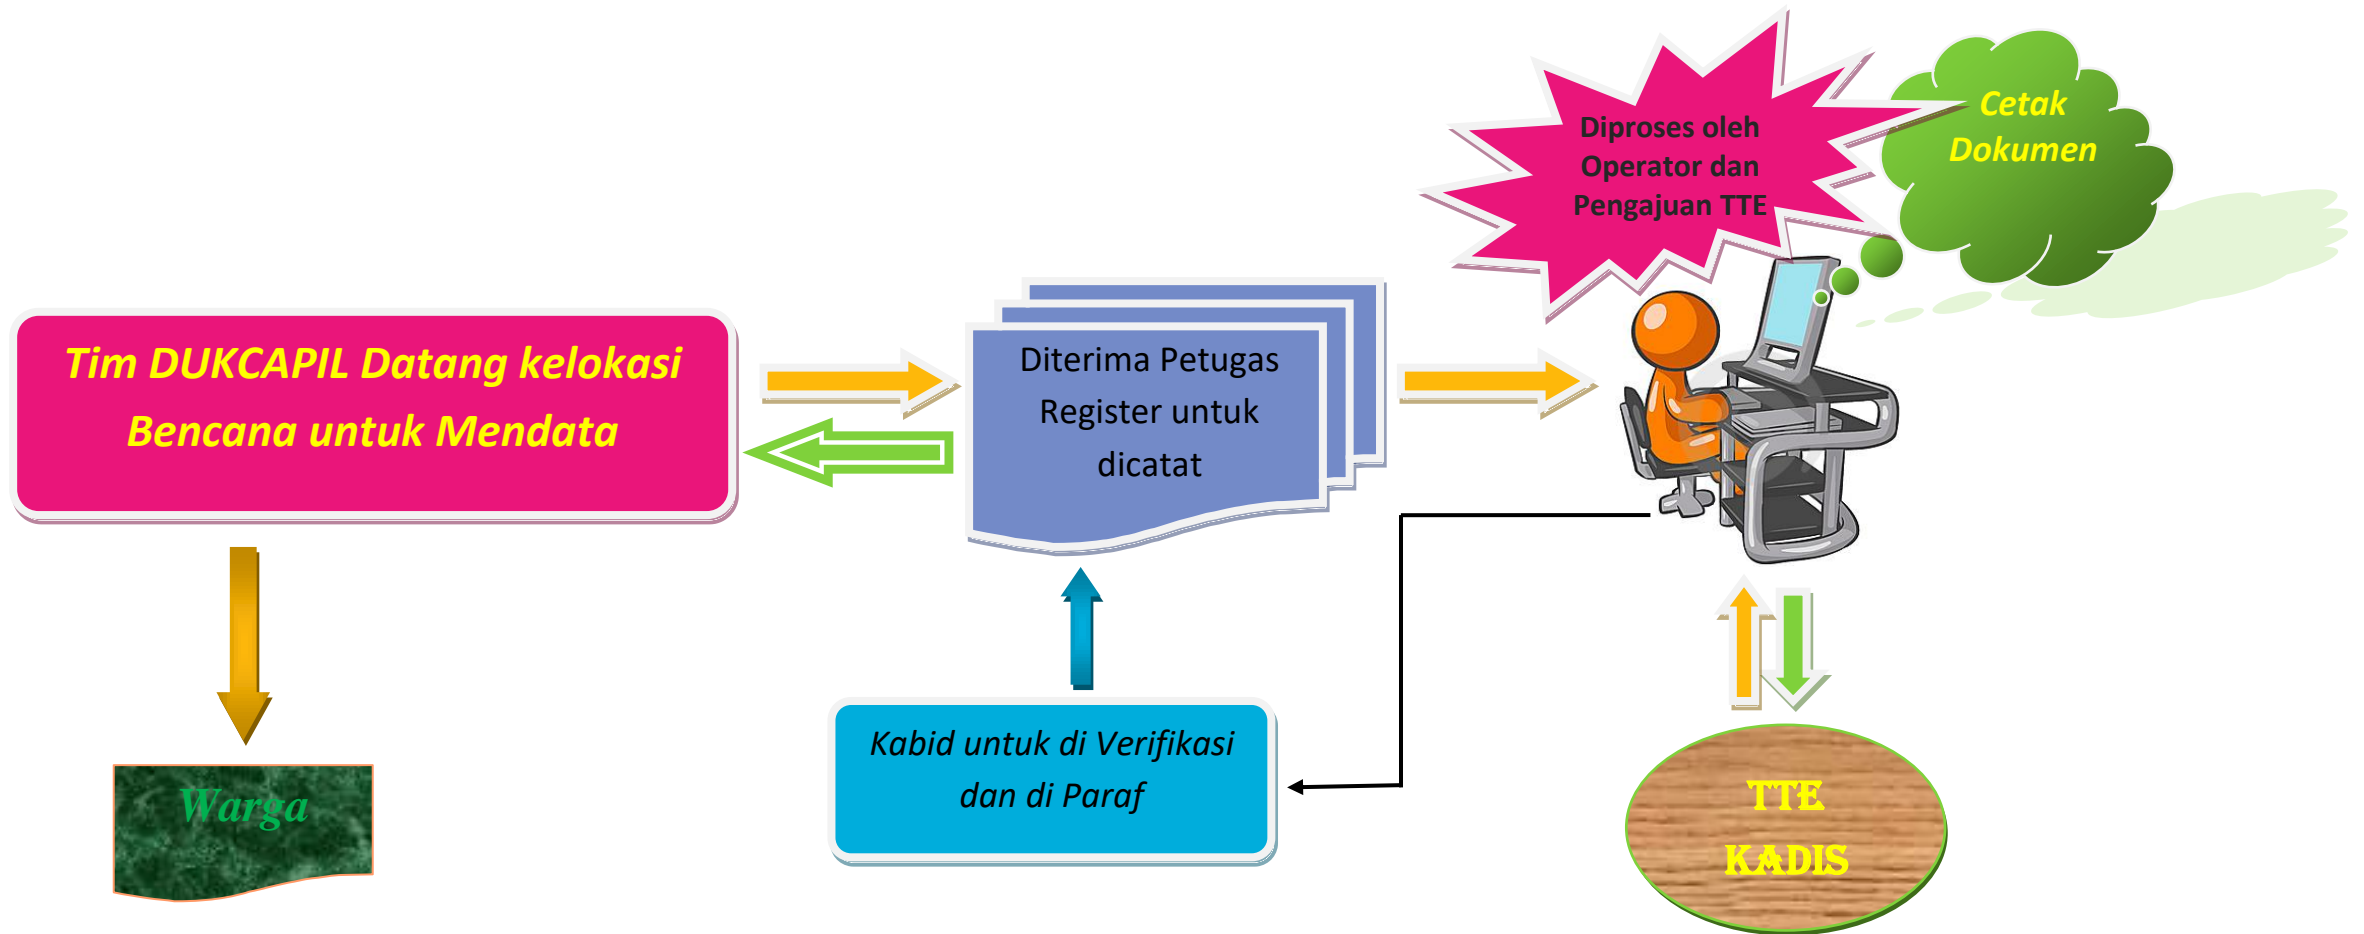 Tim DUKCAPIL Datang kelokasi
Bencana untuk Mendata
Diterima Petugas
Register untuk
dicatat
Diproses oleh
Operator dan
Pengajuan TTE
Cetak
Dokumen
Kabid untuk di Verifikasi
dan di Paraf
TTE
KADIS
Warga